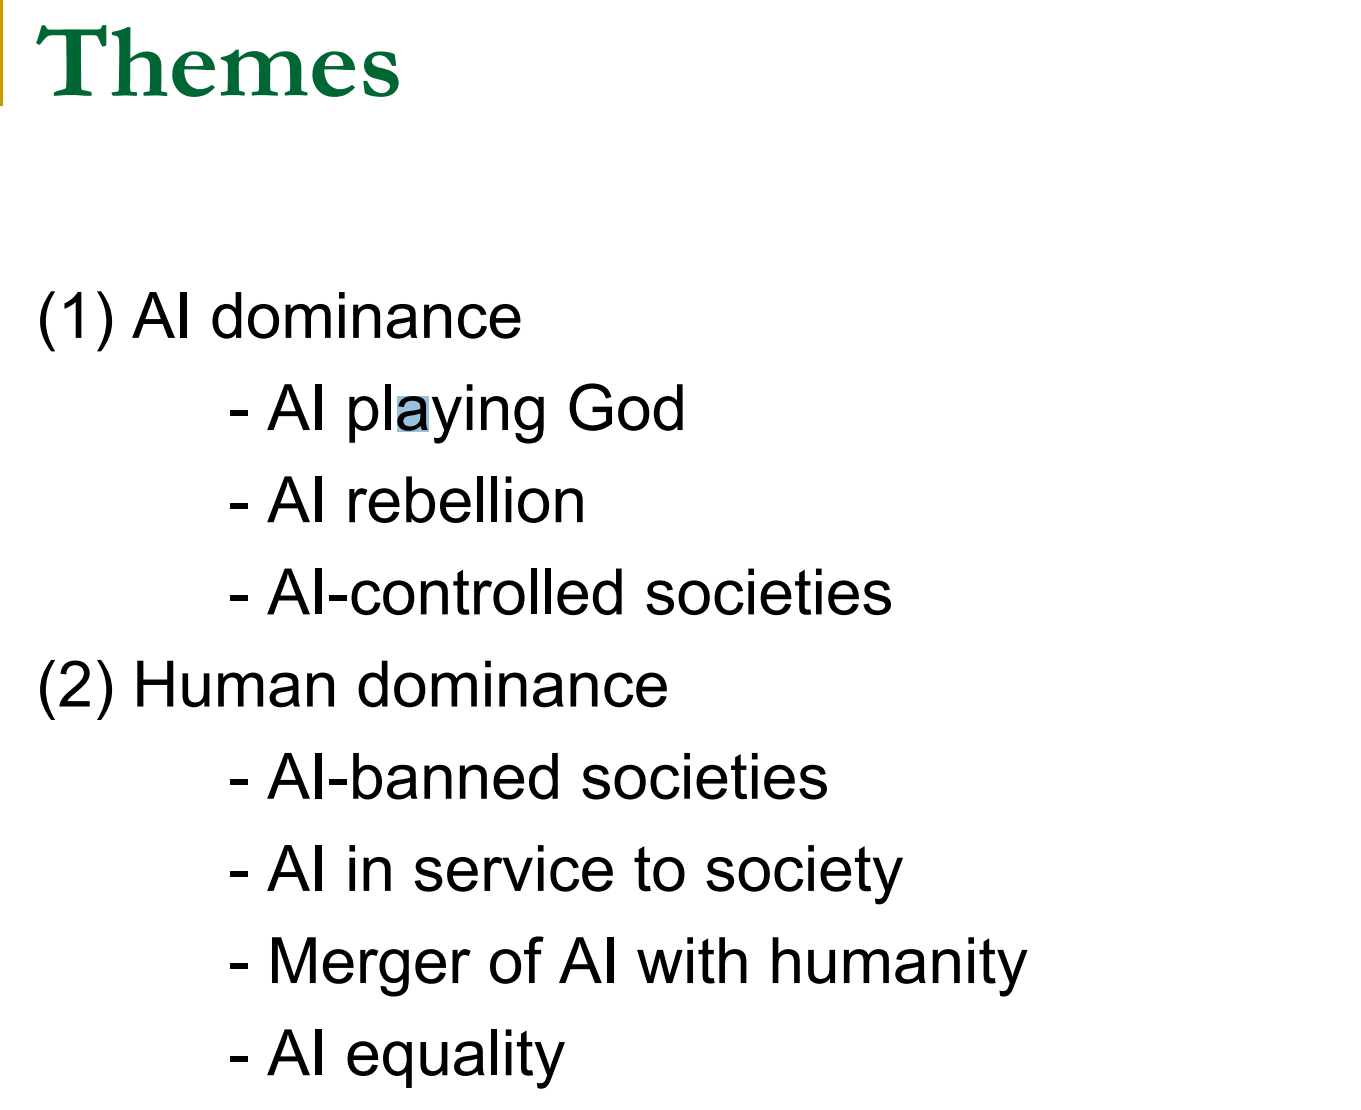 Themes
(1) AI dominance
- AI playing God
- AI rebellion
- AI-controlled societies
(2) Human dominance
- AI-banned societies
- AI in service to society
- Merger of AI with humanity
- AI equality